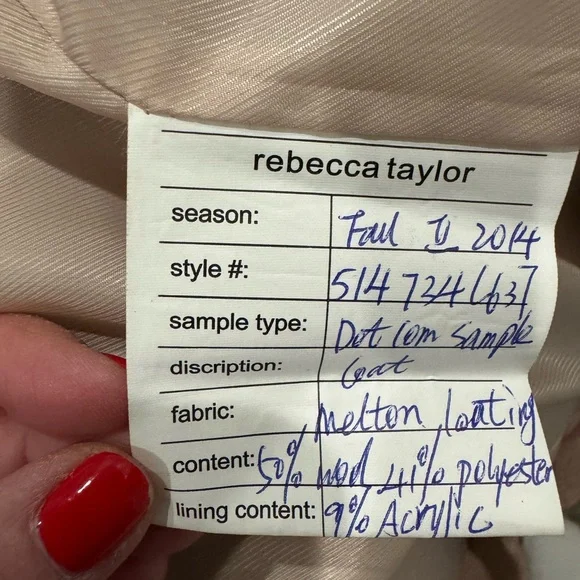 rebecca taylor
season: Fall II 2014
style #: 514724L637
sample type: Dot com sample
discription: Coat
fabric: Melton Coating
content: 50% wool 41% polyester
lining content: 9% Acrylic